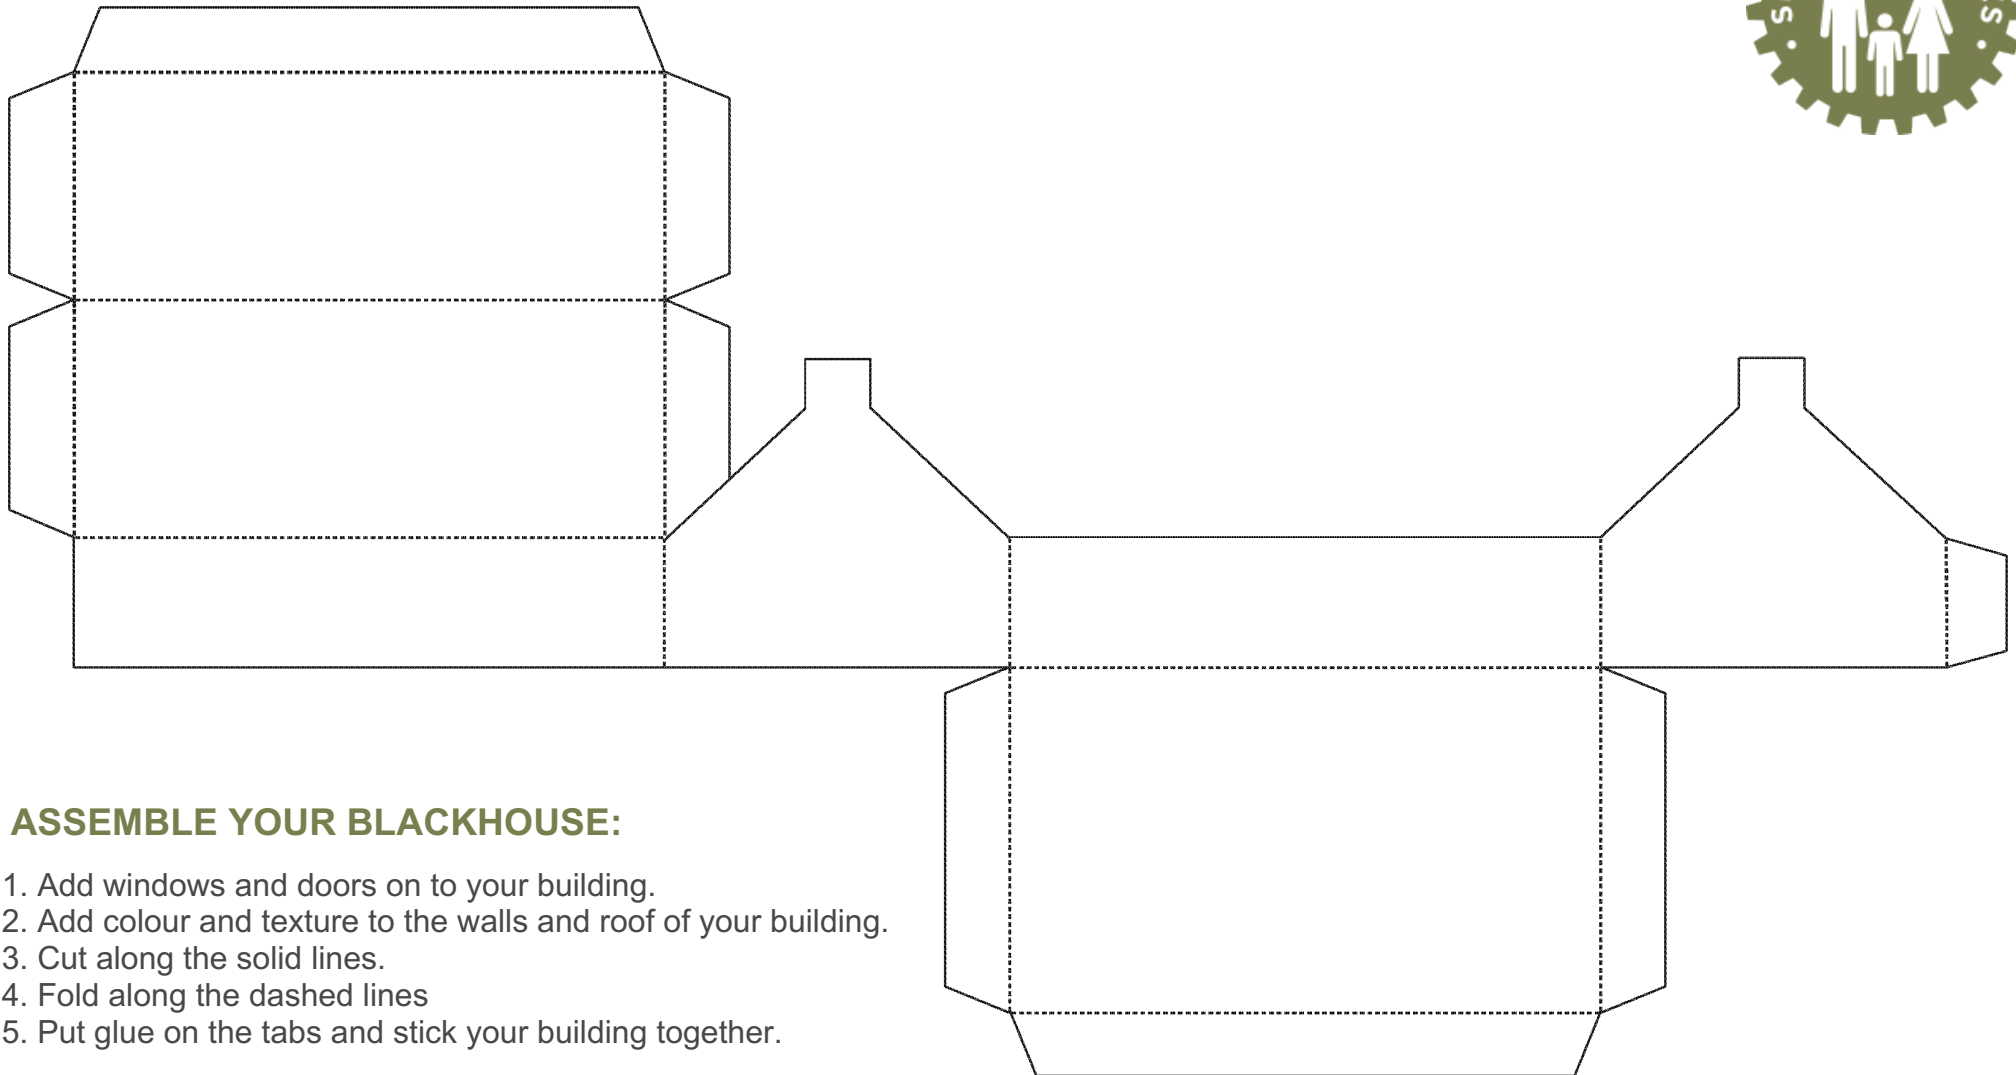 ASSEMBLE YOUR BLACKHOUSE:
1. Add windows and doors on to your building.
2. Add colour and texture to the walls and roof of your building.
3. Cut along the solid lines.
4. Fold along the dashed lines
5. Put glue on the tabs and stick your building together.